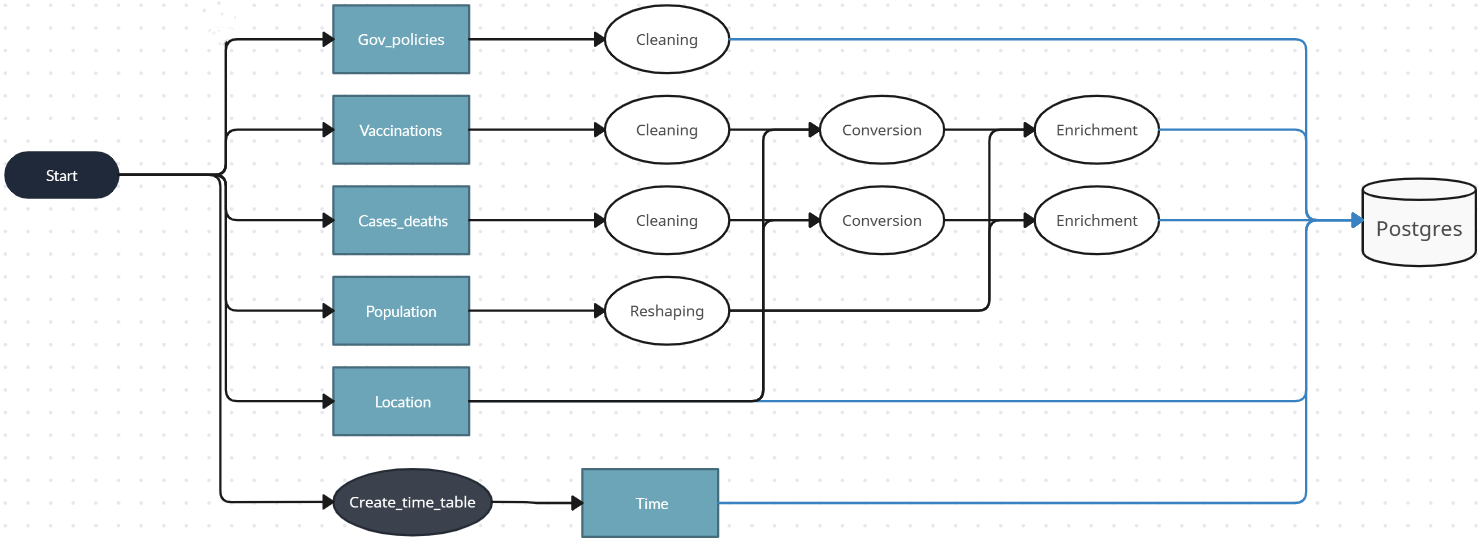 Gov_policies
Cleaning
Vaccinations
Cleaning
Conversion
Enrichment
Start
Cases_deaths
Cleaning
Conversion
Enrichment
Postgres
Population
Reshaping
Location
Create_time_table
Time